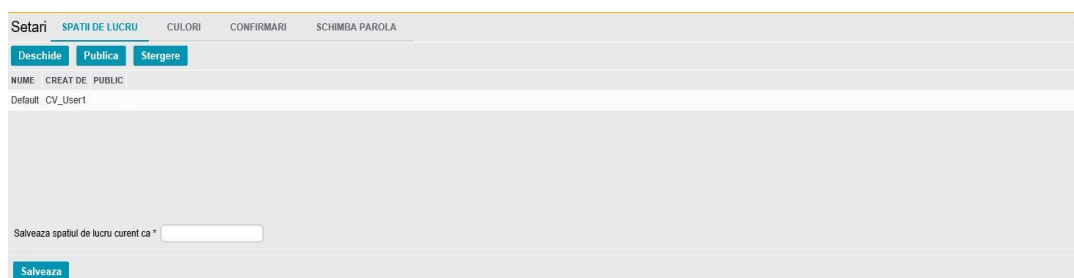 Setari SPATII DE LUCRU CULORI CONFIRMARI SCHIMBA PAROLA
Deschide Publica Stergere
NUME CREAT DE PUBLIC
Default CV_User1
Salveaza spatiul de lucru curent ca *
Salveaza